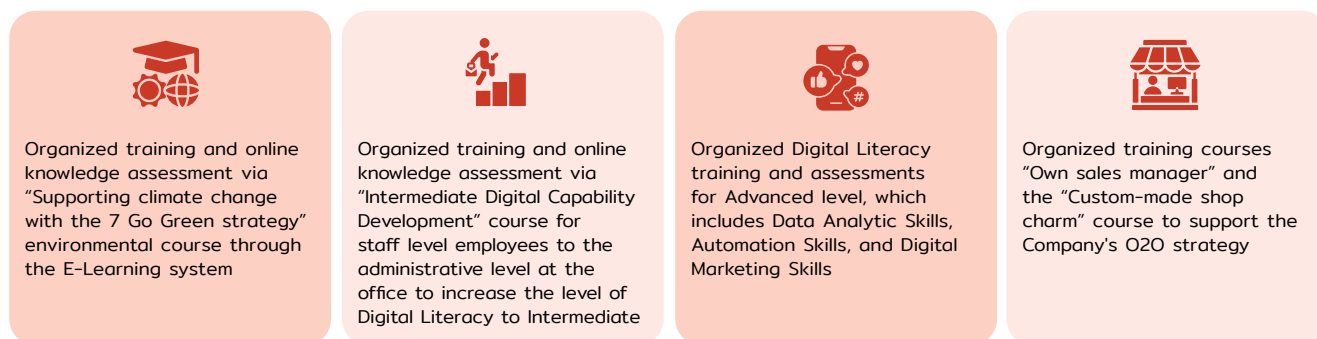 Organized training and online
knowledge assessment via
“Supporting climate change
with the 7 Go Green strategy”
environmental course through
the E-Learning system
Organized training and online
knowledge assessment via
“Intermediate Digital Capability
Development” course for
staff level employees to the
administrative level at the
office to increase the level of
Digital Literacy to Intermediate
#
Organized Digital Literacy
training and assessments
for Advanced level, which
includes Data Analytic Skills,
Automation Skills, and Digital
Marketing Skills
Organized training courses
“Own sales manager” and
the “Custom-made shop
charm” course to support the
Company's O2O strategy